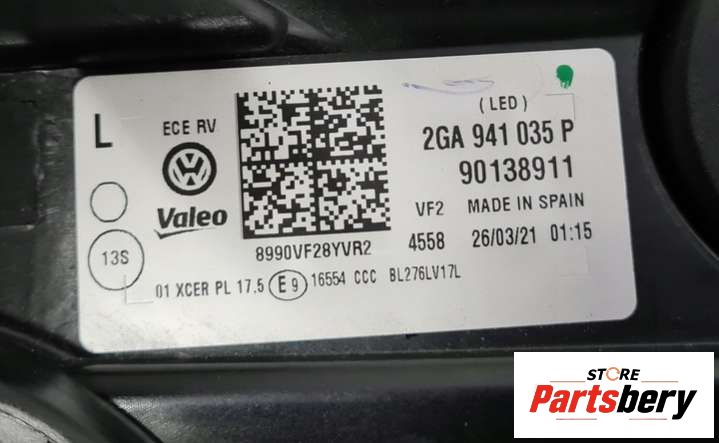 L
ECE RV
Valeo
13S
8990VF28YVR2
(LED)
2GA 941 035 P
90138911
VF2 MADE IN SPAIN
4558 26/03/21 01:15
01 XCER PL 17.5 E9 16554 CCC BL276LV17L
STORE
Partsbery